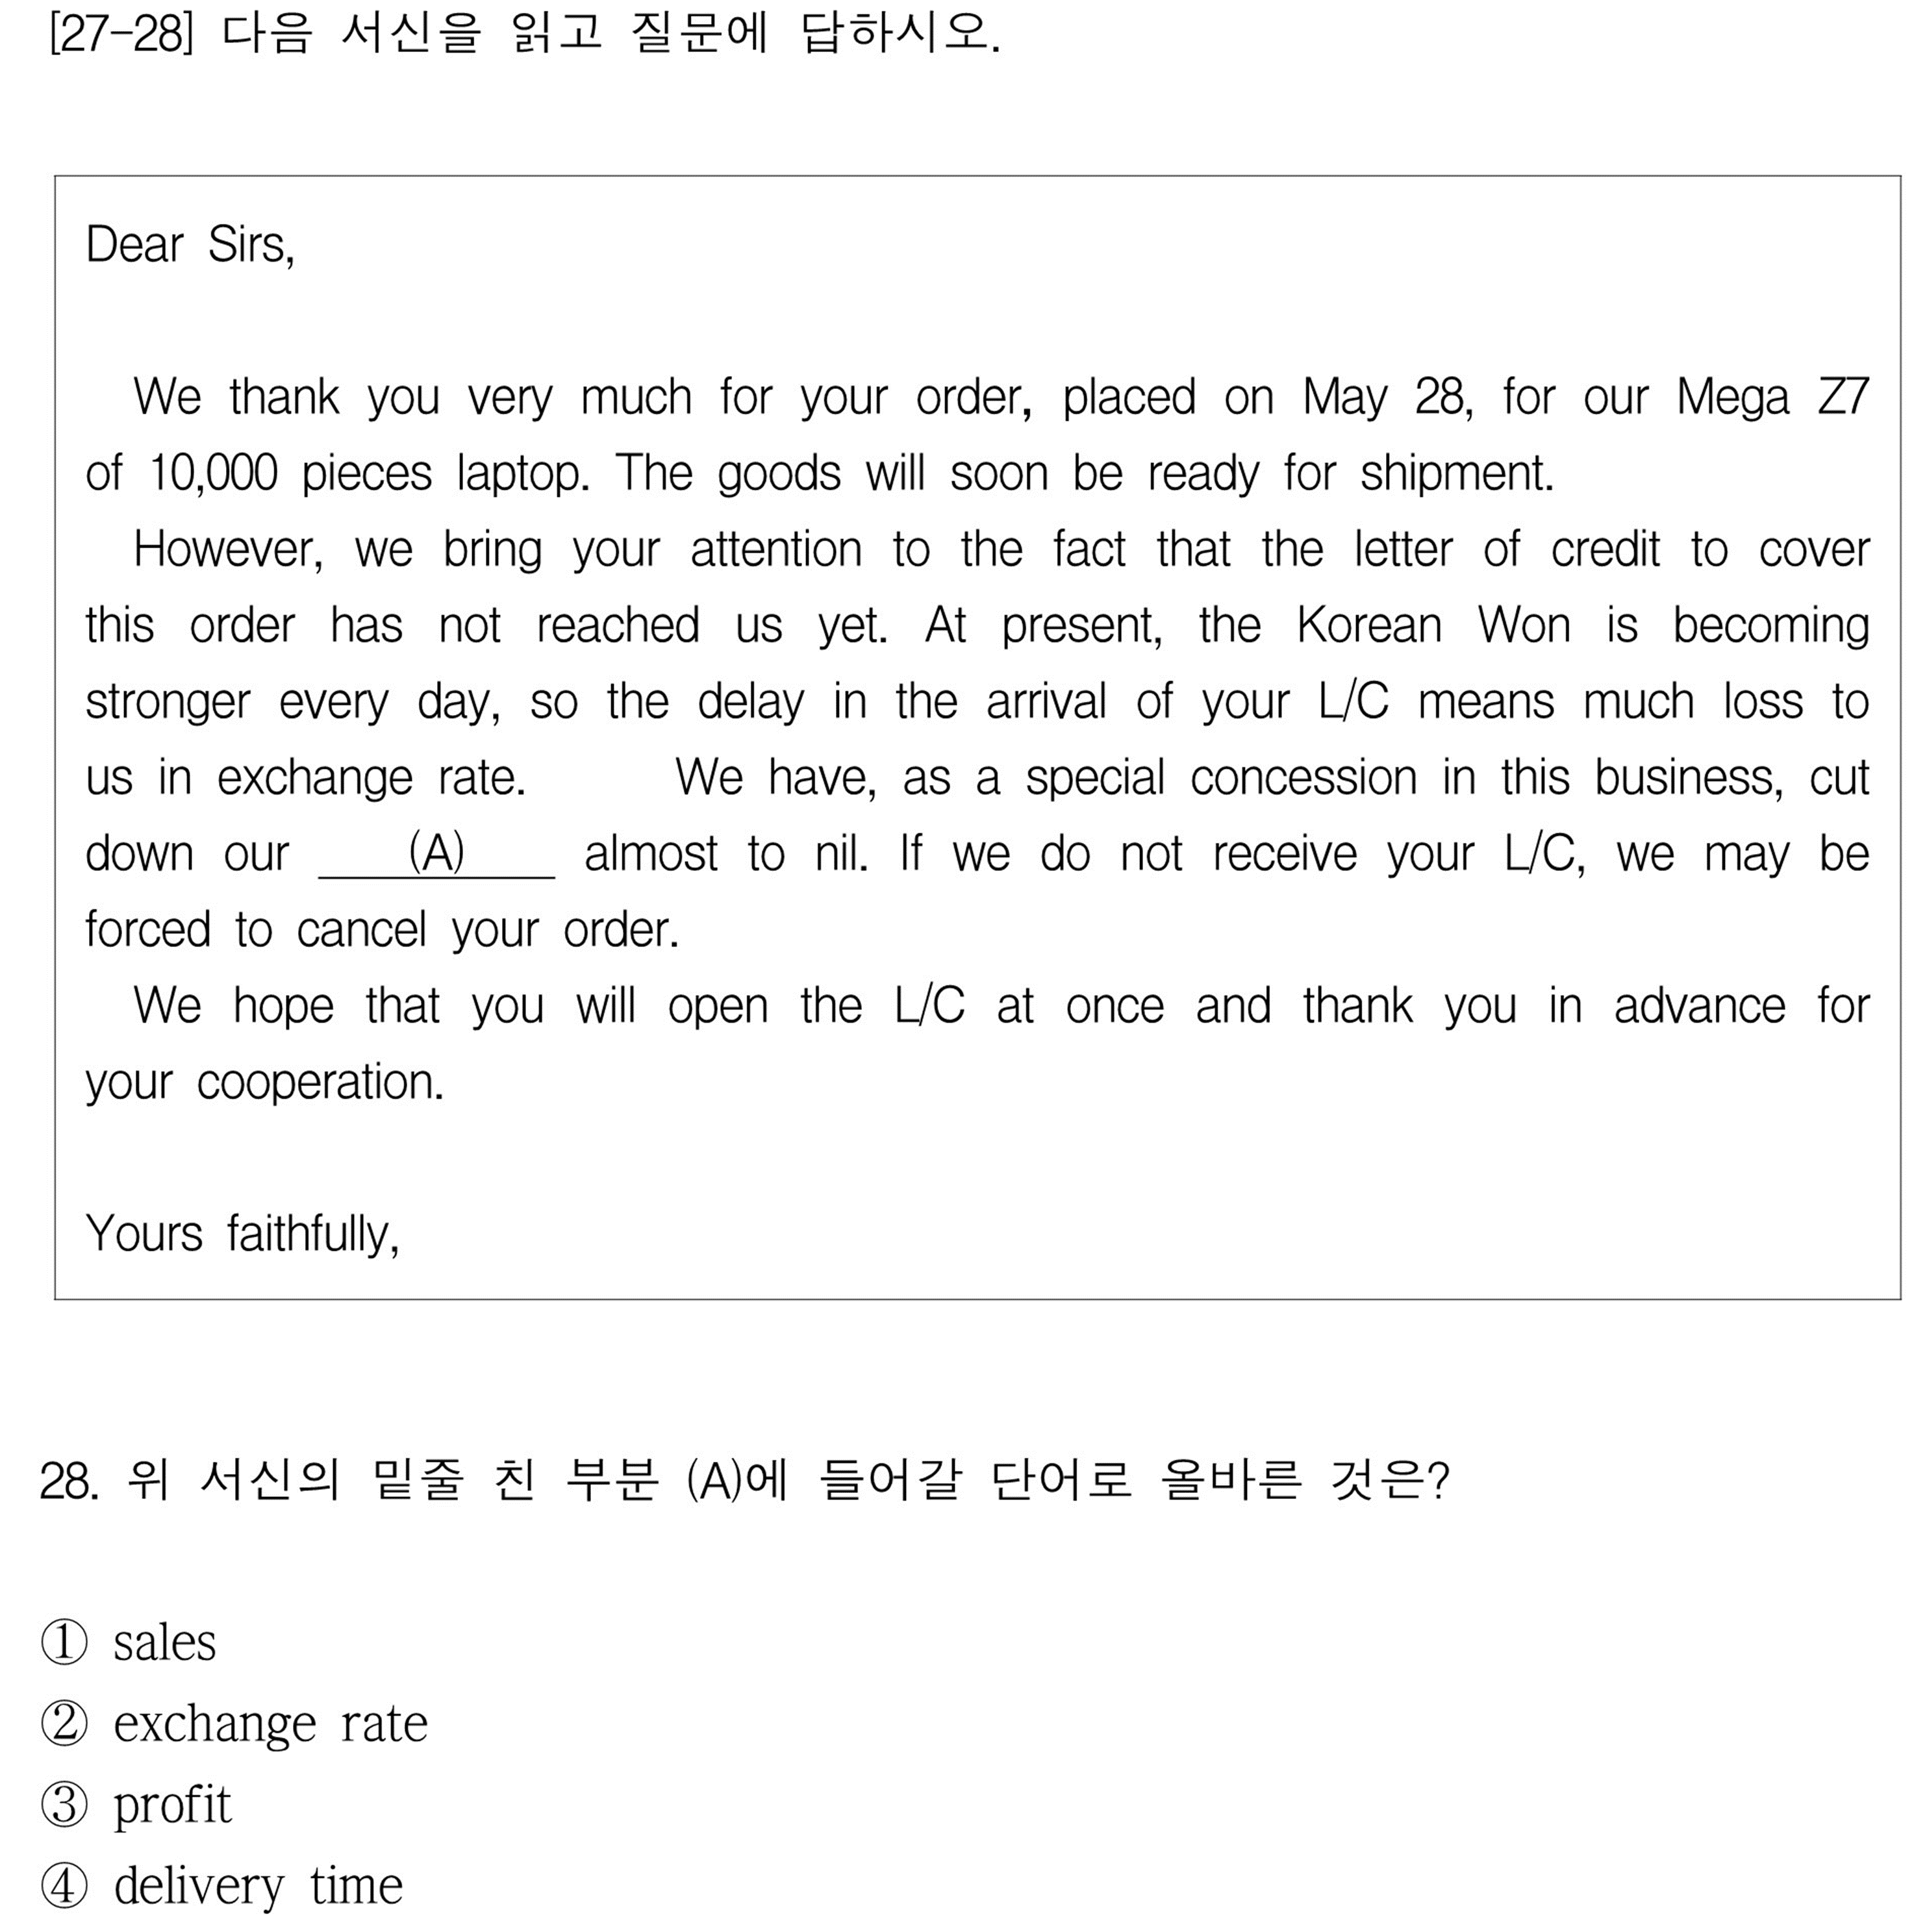 [27-28] 다음 서신을 읽고 질문에 답하시오.
Dear Sirs,
We thank you very much for your order, placed on May 28, for our Mega Z7
of 10,000 pieces laptop. The goods will soon be ready for shipment.
However, we bring your attention to the fact that the letter of credit to cover
this order has not reached us yet. At present, the Korean Won is becoming
stronger every day, so the delay in the arrival of your L/C means much loss to
us in exchange rate. We have, as a special concession in this business, cut
down our (A) almost to nil. If we do not receive your L/C, we may be
forced to cancel your order.
We hope that you will open the L/C at once and thank you in advance for
your cooperation.
Yours faithfully,
28. 위 서신의 밑줄 친 부분 (A)에 들어갈 단어로 올바른 것은?
① sales
② exchange rate
③ profit
④ delivery time